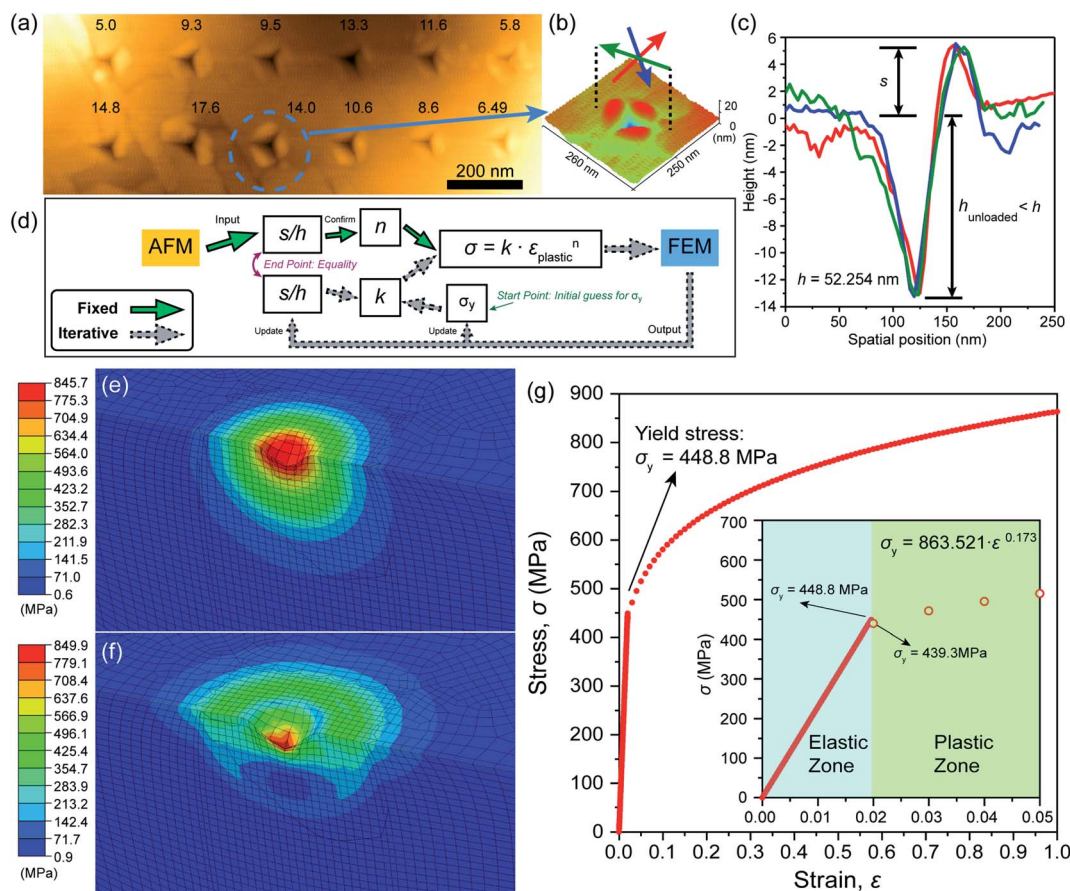 (a)
5.0 9.3 9.5 13.3 11.6 5.8
14.8 17.6 14.0 10.6 8.6 6.49
200 nm
(b)
20
0
(nm)
260 nm
250 nm
(c)
Height (nm)
6
4
2
0
-2
-4
-6
-8
-10
-12
-14
s
h unloaded < h
h = 52.254 nm
0 50 100 150 200 250
Spatial position (nm)
(d)
AFM
Input
s/h
Confirm
n
σ = k · ε plastic n
FEM
End Point: Equality
s/h
k
σy
Start Point: Initial guess for σy
Fixed
Iterative
Update
Update
Output
(e)
845.7
775.3
704.9
634.4
564.0
493.6
423.2
352.7
282.3
211.9
141.5
71.0
0.6
(MPa)
(f)
849.9
779.1
708.4
637.6
566.9
496.1
425.4
354.7
283.9
213.2
142.4
71.7
0.9
(MPa)
(g)
Stress, σ (MPa)
900
800
700
600
500
400
300
200
100
0
Yield stress:
σy = 448.8 MPa
0.0 0.1 0.2 0.3 0.4 0.5 0.6 0.7 0.8 0.9 1.0
Strain, ε
σ (MPa)
700
600
500
400
300
200
100
0
σy = 863.521·ε 0.173
σy = 448.8 MPa
σy = 439.3MPa
Elastic
Zone
Plastic
Zone
0.00 0.01 0.02 0.03 0.04 0.05